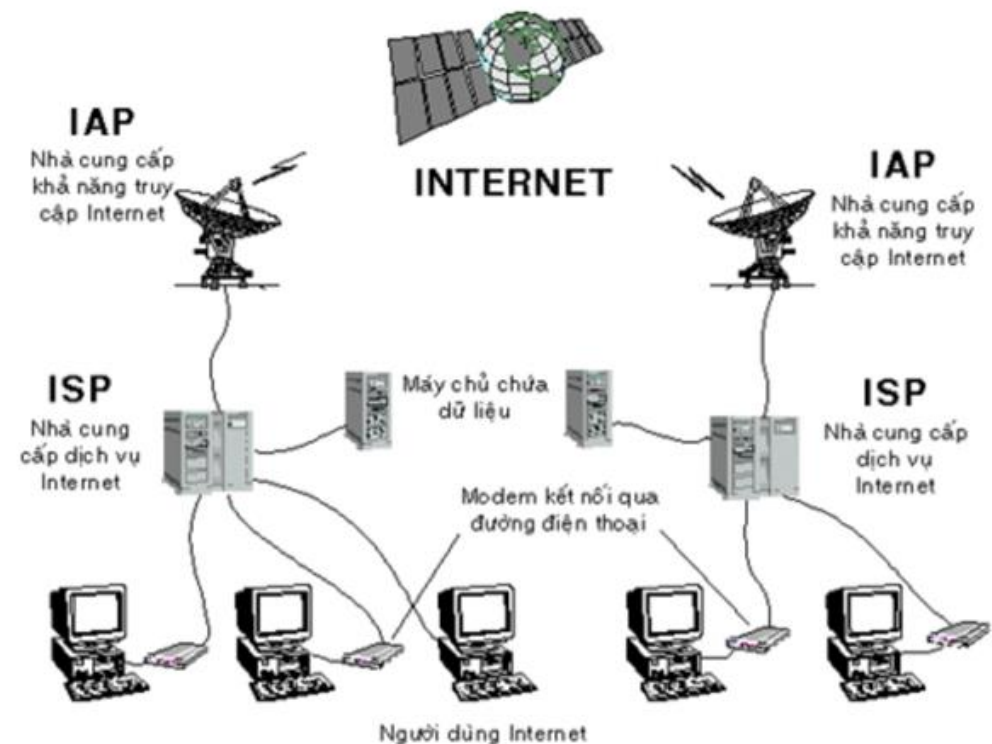 IAP
Nhà cung cấp
khả năng truy
cập Internet
INTERNET
IAP
Nhà cung cấp
khả năng truy
cập Internet
ISP
Nhà cung
cấp dịch vụ
Internet
Máy chủ chứa
dữ liệu
ISP
Nhà cung cấp
dịch vụ
Internet
Modem kết nối qua
đường điện thoại
Người dùng Internet